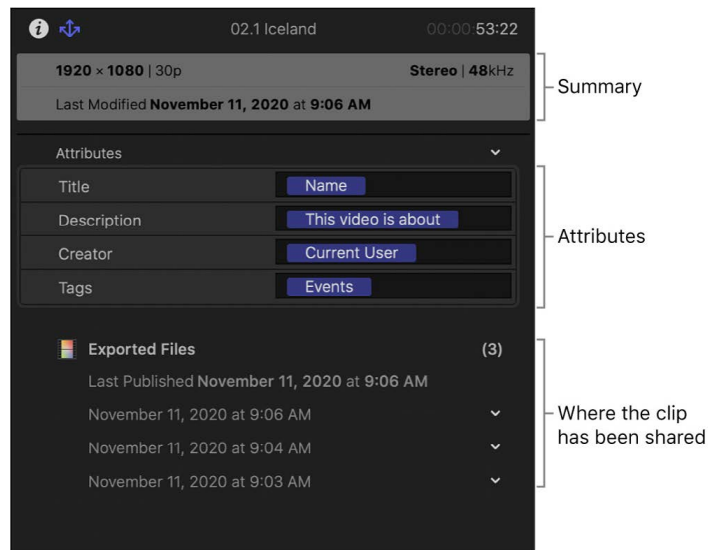 02.1 Iceland 00:00:53:22
1920 × 1080 | 30p Stereo | 48kHz
Last Modified November 11, 2020 at 9:06 AM
Summary
Attributes
Title Name
Description This video is about
Creator Current User
Tags Events
Attributes
Exported Files (3)
Last Published November 11, 2020 at 9:06 AM
November 11, 2020 at 9:06 AM
November 11, 2020 at 9:04 AM
November 11, 2020 at 9:03 AM
Where the clip
has been shared